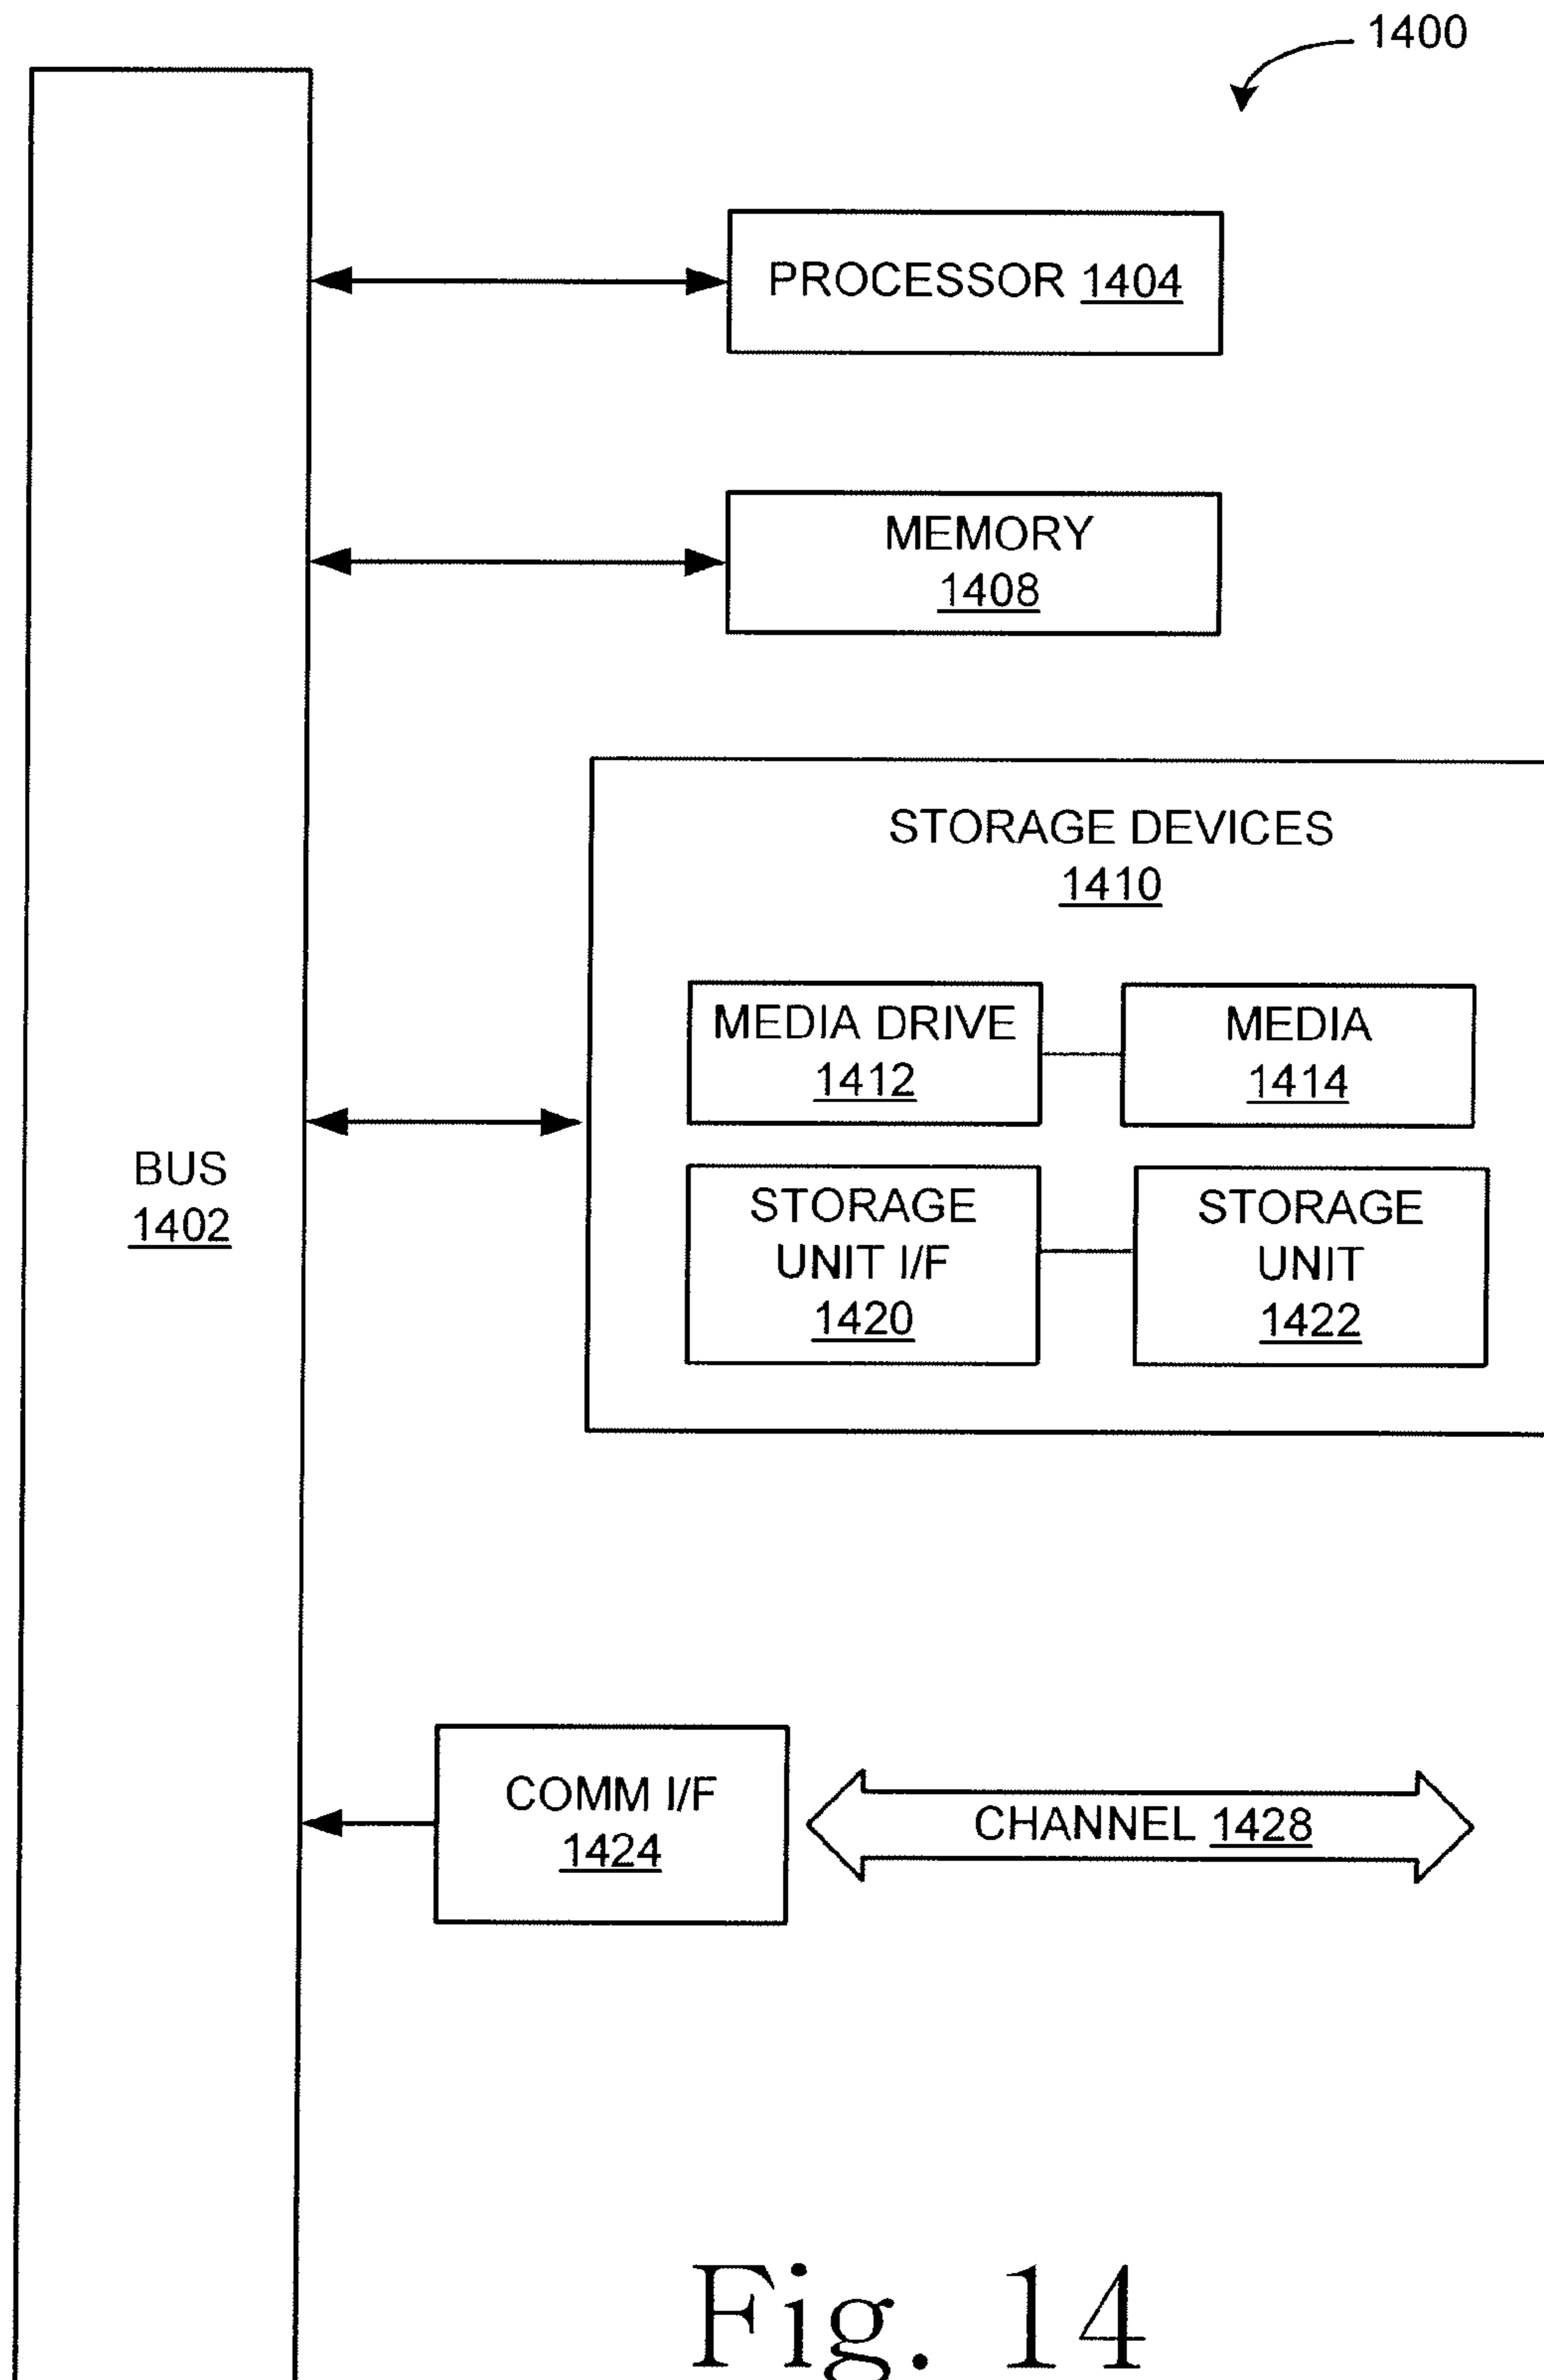 1400
PROCESSOR 1404
MEMORY
1408
STORAGE DEVICES
1410
MEDIA DRIVE
1412
MEDIA
1414
BUS
1402
STORAGE
UNIT I/F
1420
STORAGE
UNIT
1422
COMM I/F
1424
CHANNEL 1428
Fig. 14